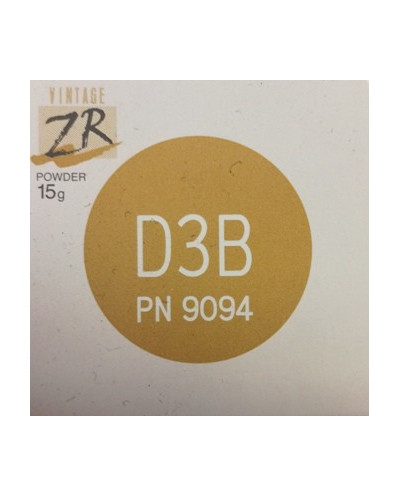 VINTAGE
ZR
POWDER
15g
D3B
PN 9094